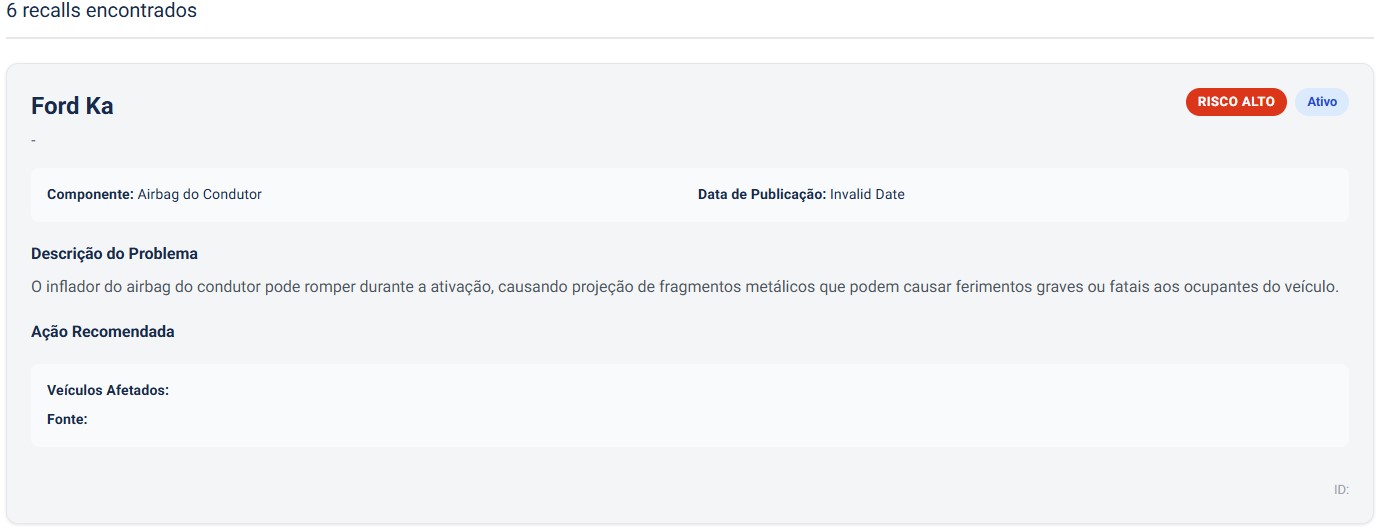 6 recalls encontrados
Ford Ka
RISCO ALTO
Ativo
-
Componente: Airbag do Condutor
Data de Publicação: Invalid Date
Descrição do Problema
O inflador do airbag do condutor pode romper durante a ativação, causando projeção de fragmentos metálicos que podem causar ferimentos graves ou fatais aos ocupantes do veículo.
Ação Recomendada
Veículos Afetados:
Fonte:
ID: